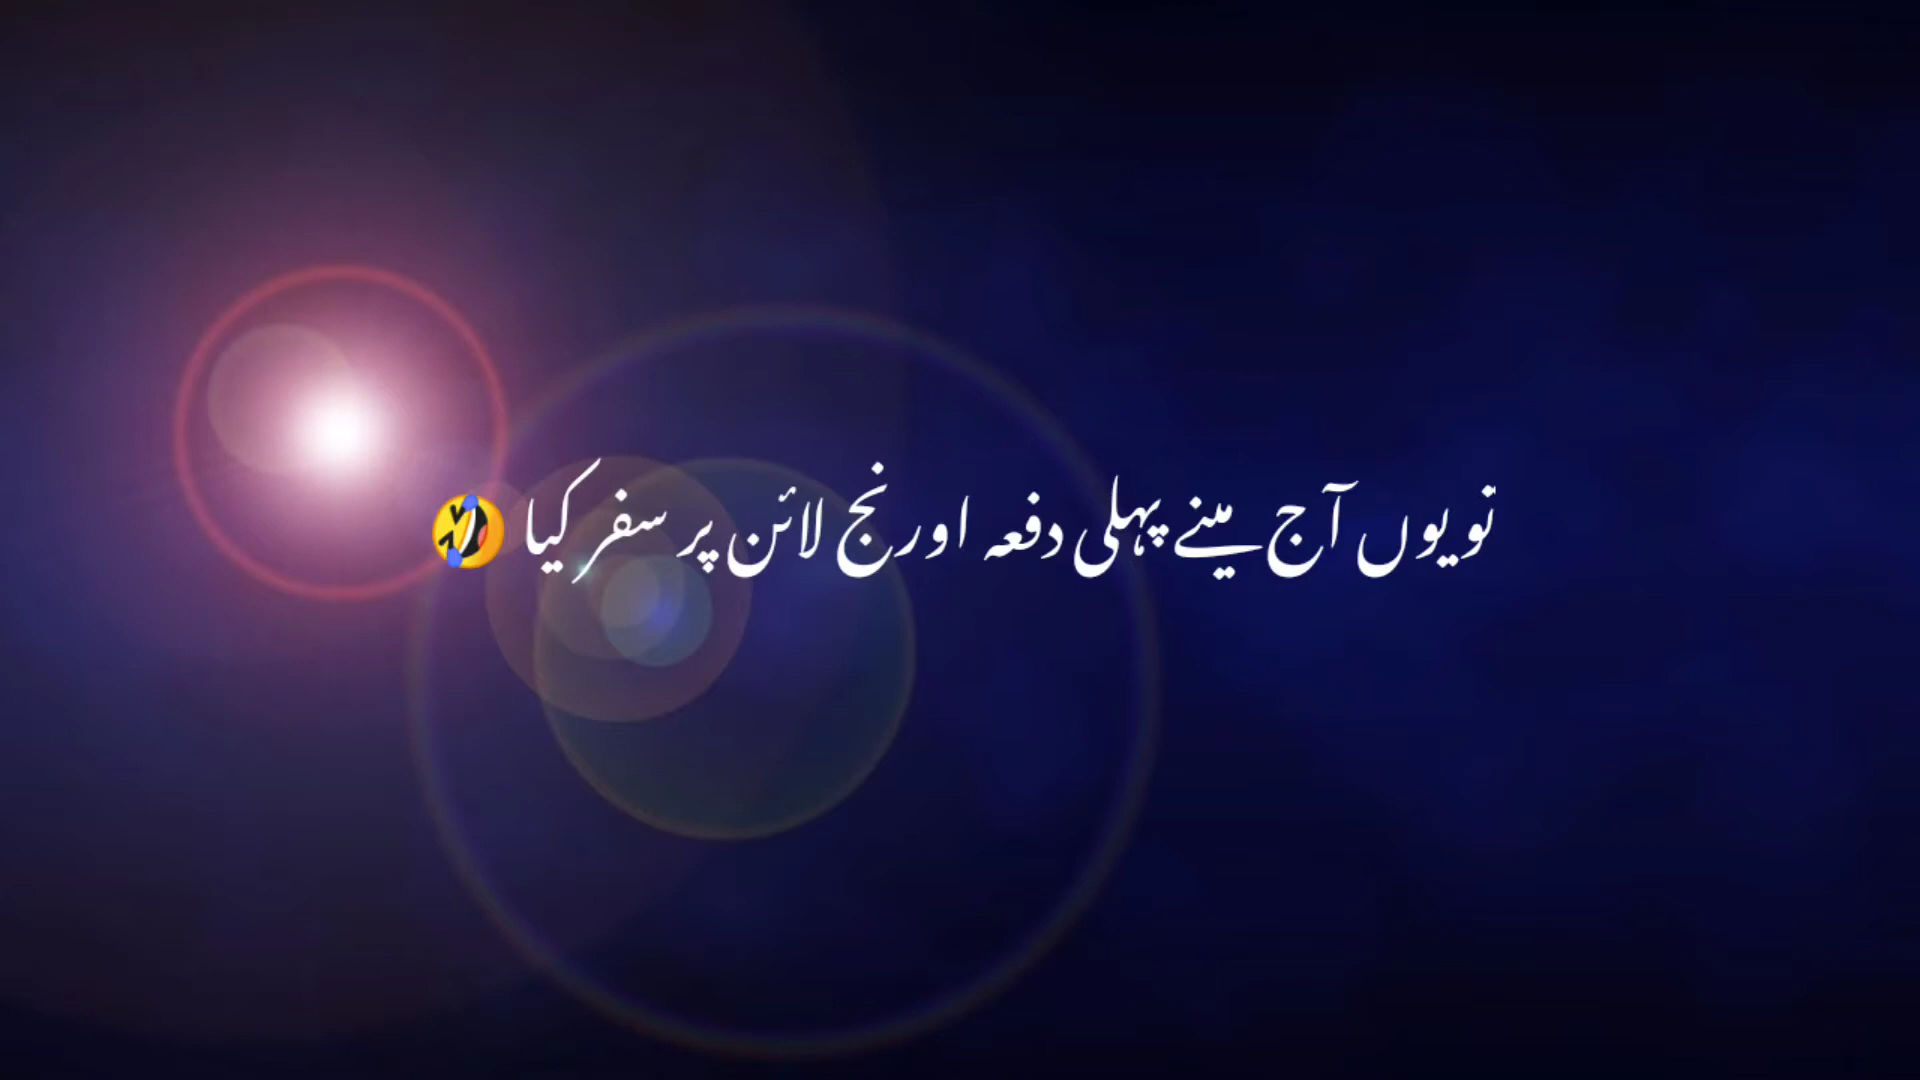 تو یوں آج مینے پہلی دفعہ اورنج لائن پر سفر کیا 🤣